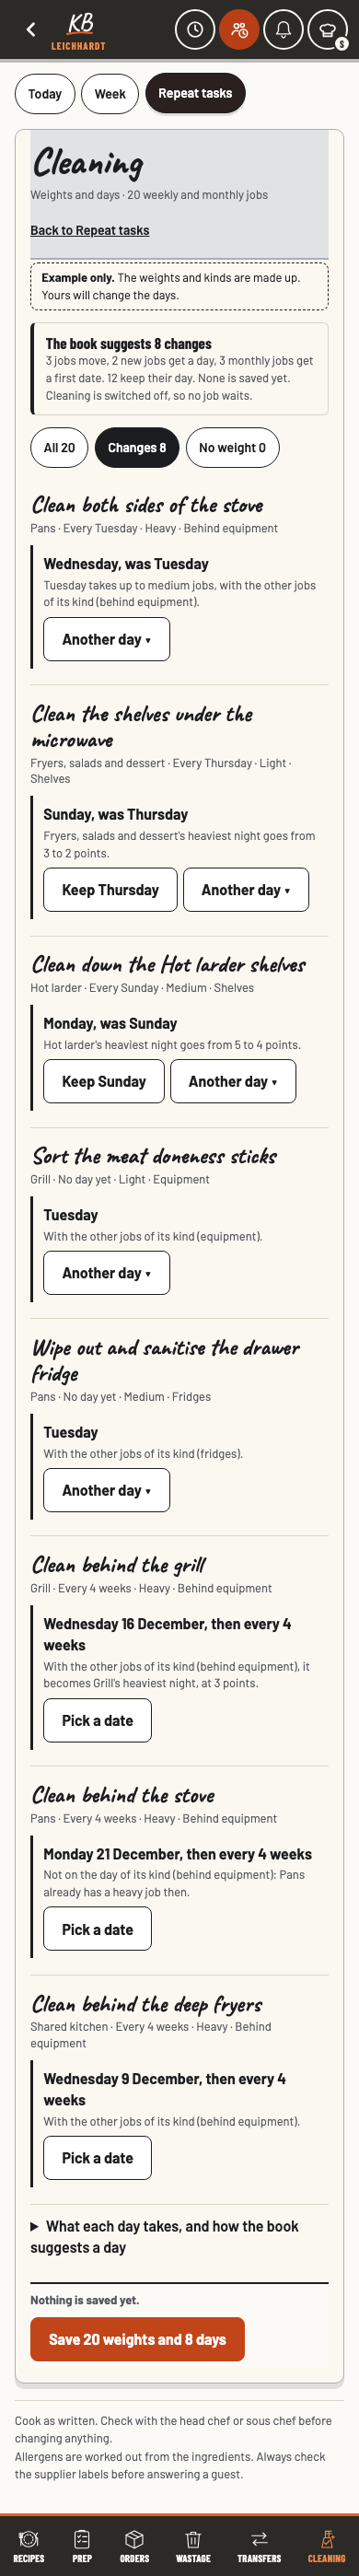 KB
LEICHHARDT
$
Today
Week
Repeat tasks
Cleaning
Weights and days · 20 weekly and monthly jobs
Back to Repeat tasks
Example only. The weights and kinds are made up.
Yours will change the days.
The book suggests 8 changes
3 jobs move, 2 new jobs get a day, 3 monthly jobs get
a first date. 12 keep their day. None is saved yet.
Cleaning is switched off, so no job waits.
All 20
Changes 8
No weight 0
Clean both sides of the stove
Pans · Every Tuesday · Heavy · Behind equipment
Wednesday, was Tuesday
Tuesday takes up to medium jobs, with the other jobs
of its kind (behind equipment).
Another day ▾
Clean the shelves under the
microwave
Fryers, salads and dessert · Every Thursday · Light ·
Shelves
Sunday, was Thursday
Fryers, salads and dessert's heaviest night goes from
3 to 2 points.
Keep Thursday
Another day ▾
Clean down the Hot larder shelves
Hot larder · Every Sunday · Medium · Shelves
Monday, was Sunday
Hot larder's heaviest night goes from 5 to 4 points.
Keep Sunday
Another day ▾
Sort the meat doneness sticks
Grill · No day yet · Light · Equipment
Tuesday
With the other jobs of its kind (equipment).
Another day ▾
Wipe out and sanitise the drawer
fridge
Pans · No day yet · Medium · Fridges
Tuesday
With the other jobs of its kind (fridges).
Another day ▾
Clean behind the grill
Grill · Every 4 weeks · Heavy · Behind equipment
Wednesday 16 December, then every 4
weeks
With the other jobs of its kind (behind equipment), it
becomes Grill's heaviest night, at 3 points.
Pick a date
Clean behind the stove
Pans · Every 4 weeks · Heavy · Behind equipment
Monday 21 December, then every 4 weeks
Not on the day of its kind (behind equipment): Pans
already has a heavy job then.
Pick a date
Clean behind the deep fryers
Shared kitchen · Every 4 weeks · Heavy · Behind
equipment
Wednesday 9 December, then every 4
weeks
With the other jobs of its kind (behind equipment).
Pick a date
▶ What each day takes, and how the book
suggests a day
Nothing is saved yet.
Save 20 weights and 8 days
Cook as written. Check with the head chef or sous chef before
changing anything.
Allergens are worked out from the ingredients. Always check
the supplier labels before answering a guest.
RECIPES
PREP
ORDERS
WASTAGE
TRANSFERS
CLEANING